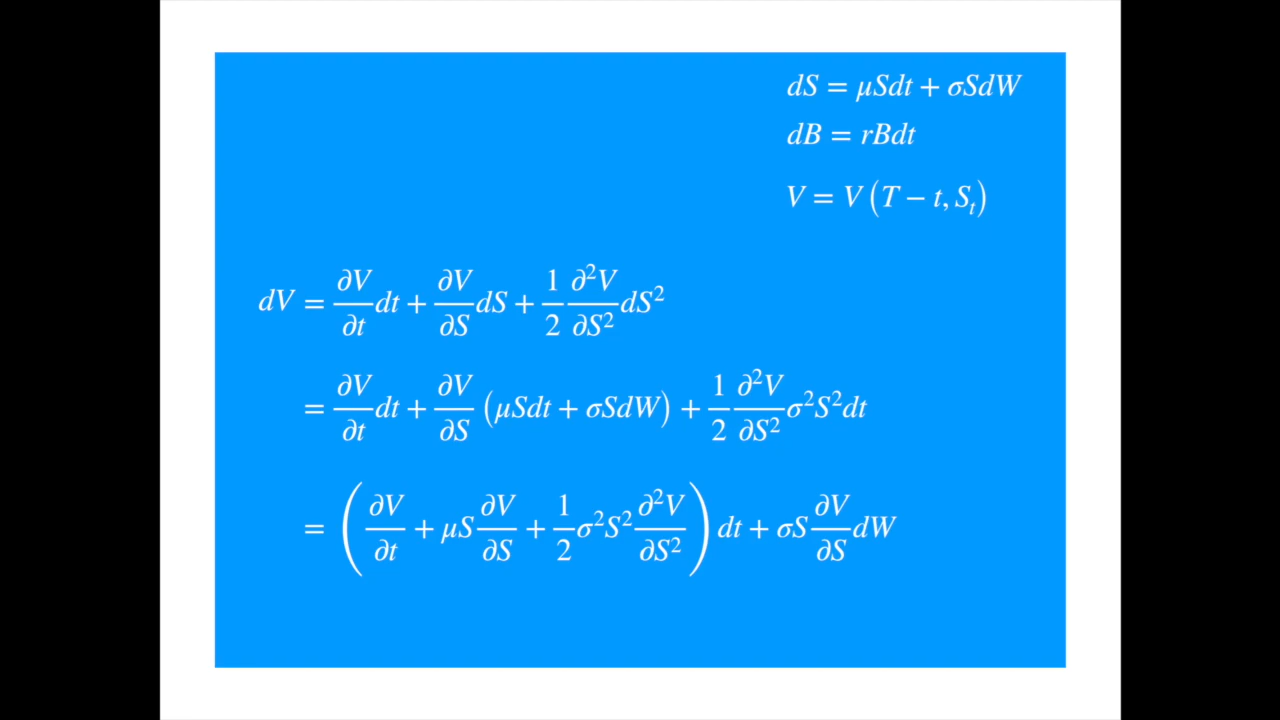 dS = μSdt + σSdW
dB = rBdt
V = V(T − t, Sₜ)
dV = ∂V/∂t dt + ∂V/∂S dS + 1/2 ∂²V/∂S² dS²
= ∂V/∂t dt + ∂V/∂S (μSdt + σSdW) + 1/2 ∂²V/∂S² σ²S²dt
= (∂V/∂t + μS ∂V/∂S + 1/2 σ²S² ∂²V/∂S²) dt + σS ∂V/∂S dW